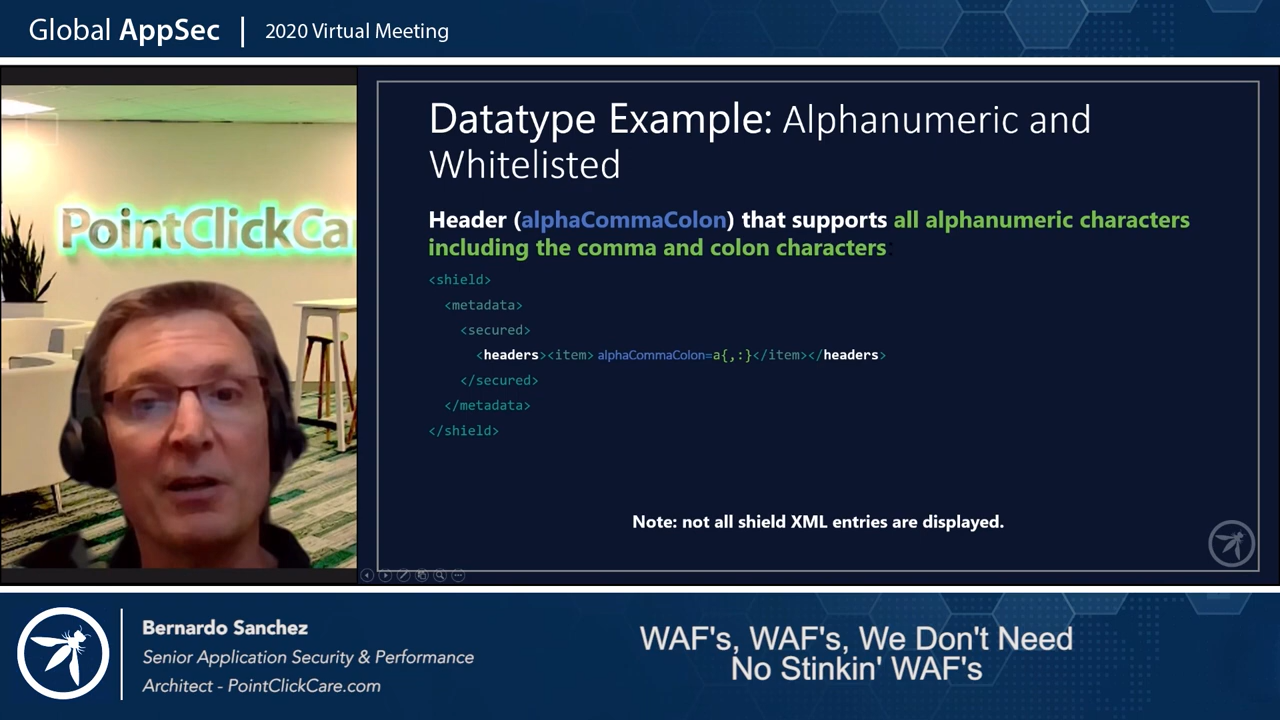 Global AppSec | 2020 Virtual Meeting
PointClickCa
Datatype Example: Alphanumeric and
Whitelisted
Header (alphaCommaColon) that supports all alphanumeric characters
including the comma and colon characters:
<shield>
<metadata>
<secured>
<headers><item> alphaCommaColon=a{,:}</item></headers>
</secured>
</metadata>
</shield>
Note: not all shield XML entries are displayed.
Bernardo Sanchez
Senior Application Security & Performance
Architect - PointClickCare.com
WAF's, WAF's, We Don't Need
No Stinkin' WAF's